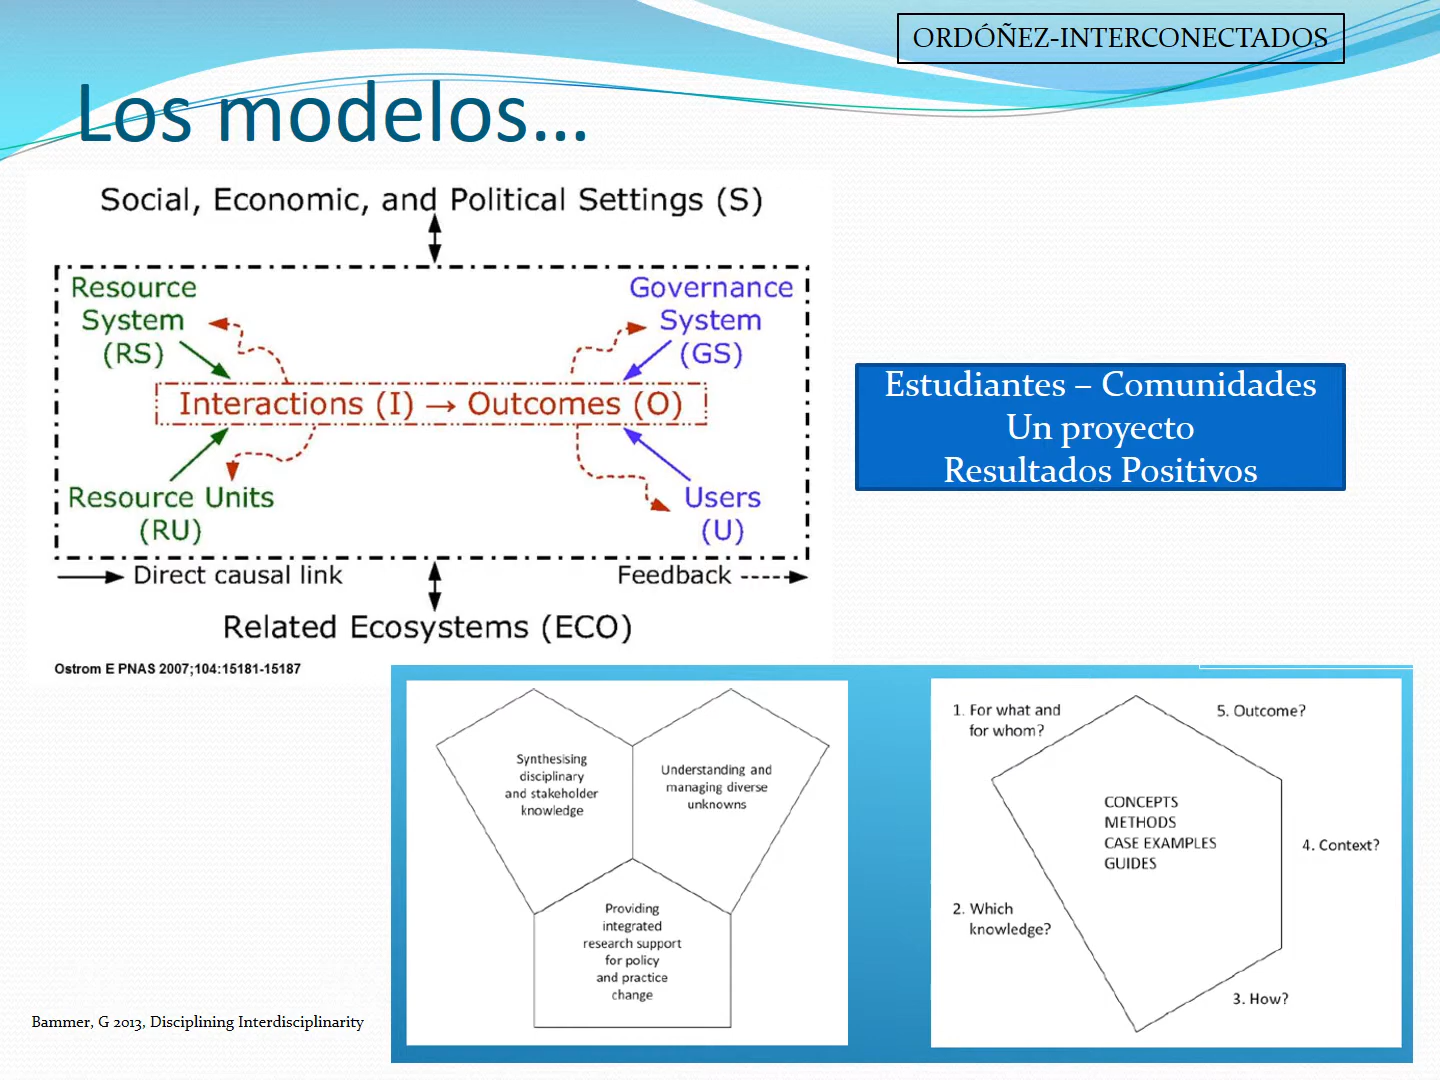 ORDÓÑEZ-INTERCONECTADOS
Los modelos...
Social, Economic, and Political Settings (S)
Resource
System
(RS)
Governance
System
(GS)
Interactions (I) → Outcomes (O)
Resource Units
(RU)
Users
(U)
Direct causal link
Feedback
Related Ecosystems (ECO)
Ostrom E PNAS 2007;104:15181-15187
Estudiantes – Comunidades
Un proyecto
Resultados Positivos
Synthesising
disciplinary
and stakeholder
knowledge
Understanding and
managing diverse
unknowns
Providing
integrated
research support
for policy
and practice
change
1. For what and
for whom?
5. Outcome?
CONCEPTS
METHODS
CASE EXAMPLES
GUIDES
4. Context?
2. Which
knowledge?
3. How?
Bammer, G 2013, Disciplining Interdisciplinarity